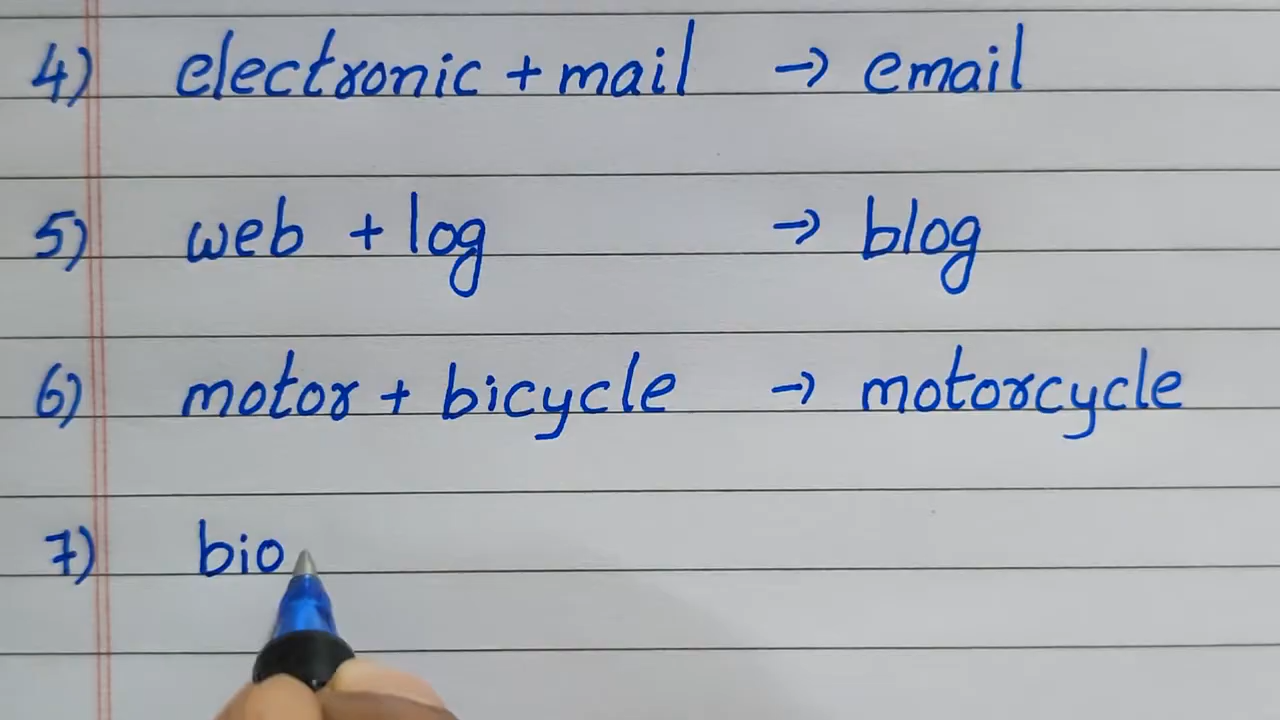 4) electronic + mail → email
5) web + log → blog
6) motor + bicycle → motorcycle
7) bio